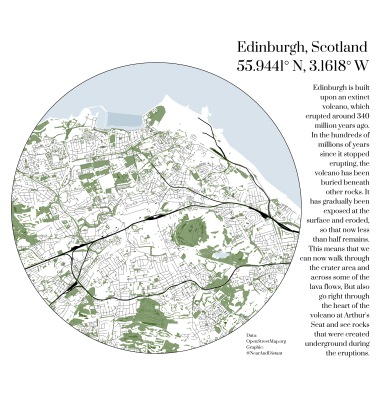 Edinburgh, Scotland
55.9441° N, 3.1618° W
Edinburgh is built
upon an extinct
volcano, which
erupted around 340
million years ago.
In the hundreds of
millions of years
since it stopped
erupting, the
volcano has been
buried beneath
other rocks. It
has gradually been
exposed at the
surface and eroded,
so that now less
than half remains.
This means that we
can now walk through
the crater area and
across some of the
lava flows, But also
go right through
the heart of the
volcano at Arthur's
Seat and see rocks
that were created
underground during
the eruptions.
Data:
OpenStreetMap.org
Graphic:
@NearAndDistant